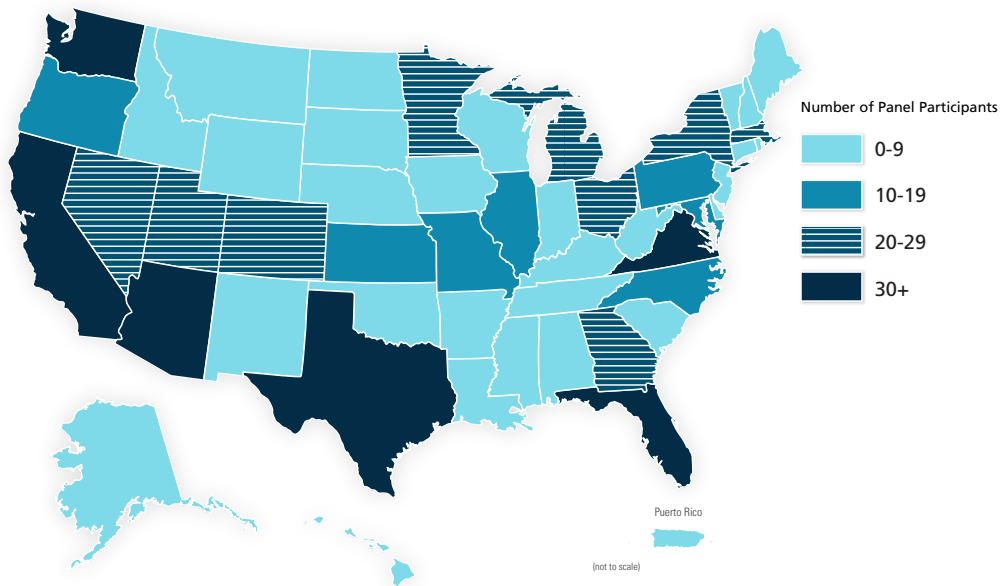 Number of Panel Participants
0-9
10-19
20-29
30+
Puerto Rico
(not to scale)